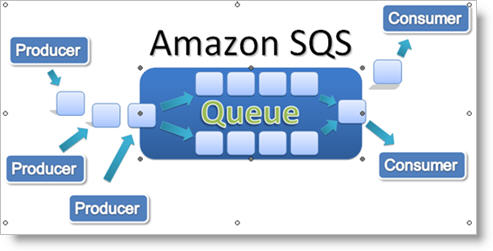 Amazon SQS
Consumer
Producer
Queue
Producer
Consumer
Producer